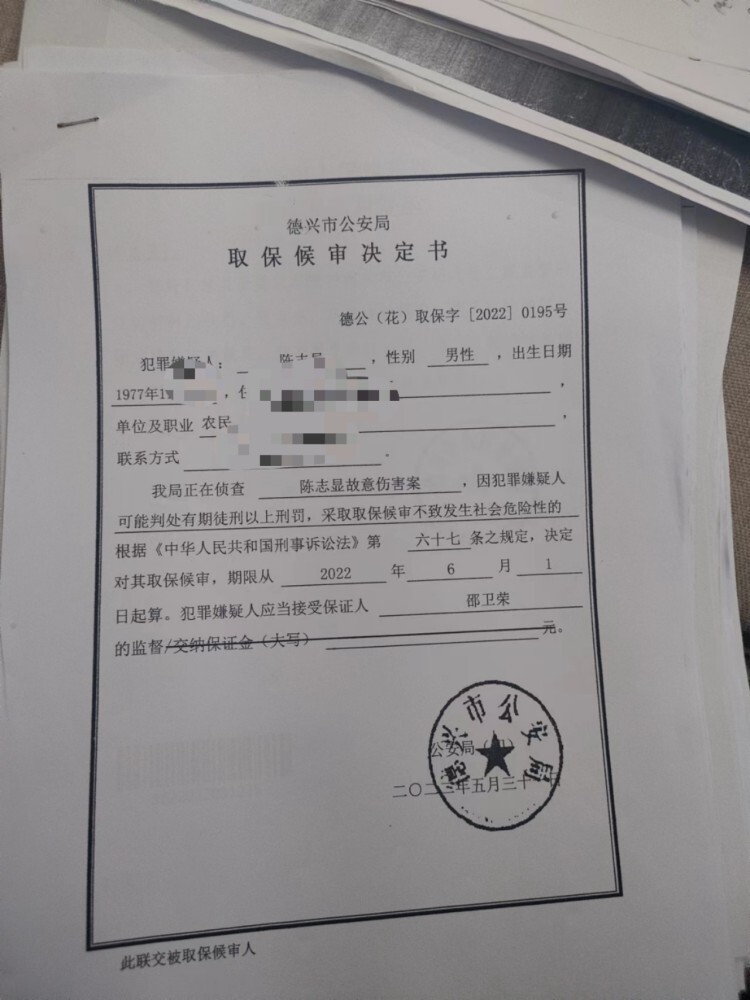 德兴市公安局
取保候审决定书
德公（花）取保字［2022］0195号
犯罪嫌疑人： 陈志显 ，性别 男性 ，出生日期
1977年1 ，住 ，
单位及职业 农民 ，
联系方式 。
我局正在侦查 陈志显故意伤害案 ，因犯罪嫌疑人
可能判处有期徒刑以上刑罚，采取取保候审不致发生社会危险性的
根据《中华人民共和国刑事诉讼法》第 六十七 条之规定，决定
对其取保候审，期限从 2022 年 6 月 1
日起算。犯罪嫌疑人应当接受保证人 邵卫荣
的监督/交纳保证金（大写） 元。
德兴市公安局
公安局（印）
二〇二二年五月三十一日
此联交被取保候审人